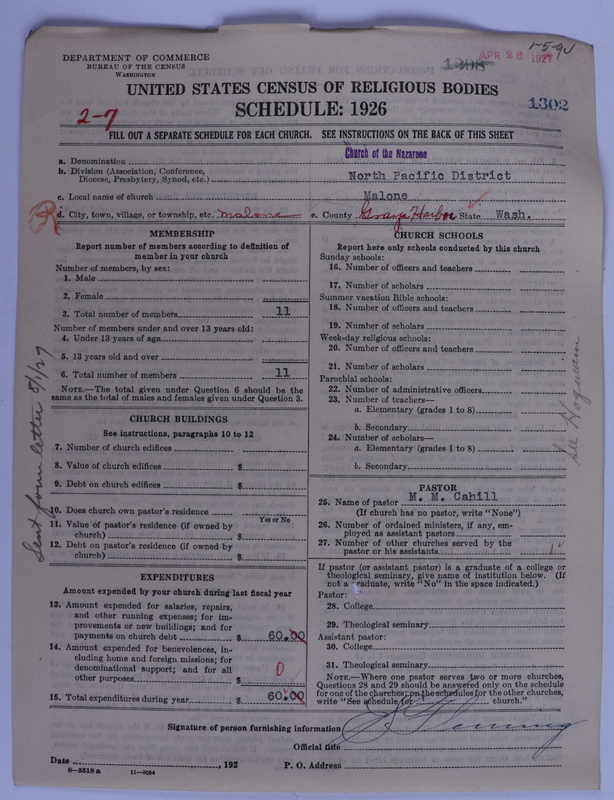 1-5-9
APR 26 1927
DEPARTMENT OF COMMERCE
BUREAU OF THE CENSUS
WASHINGTON
1298
UNITED STATES CENSUS OF RELIGIOUS BODIES
SCHEDULE: 1926
1302
2-7
FILL OUT A SEPARATE SCHEDULE FOR EACH CHURCH. SEE INSTRUCTIONS ON THE BACK OF THIS SHEET
a. Denomination Church of the Nazarene
b. Division (Association, Conference,
Diocese, Presbytery, Synod, etc.) North Pacific District
c. Local name of church Malone
R
d. City, town, village, or township, etc. Malone e. County Grays Harbor State Wash.
MEMBERSHIP
Report number of members according to definition of
member in your church
Number of members, by sex:
1. Male
2. Female
3. Total number of members 11
Number of members under and over 13 years old:
4. Under 13 years of age
5. 13 years old and over
6. Total number of members 11
NOTE.—The total given under Question 6 should be the
same as the total of males and females given under Question 3.
CHURCH BUILDINGS
See instructions, paragraphs 10 to 12
7. Number of church edifices
8. Value of church edifices $
9. Debt on church edifices $
10. Does church own pastor's residence
Yes or No
11. Value of pastor's residence (if owned by
church) $
12. Debt on pastor's residence (if owned by
church) $
EXPENDITURES
Amount expended by your church during last fiscal year
13. Amount expended for salaries, repairs,
and other running expenses; for im-
provements or new buildings; and for
payments on church debt $ 60.00
14. Amount expended for benevolences, in-
cluding home and foreign missions; for
denominational support; and for all
other purposes $ 0
15. Total expenditures during year $ 60.00
CHURCH SCHOOLS
Report here only schools conducted by this church
Sunday schools:
16. Number of officers and teachers
17. Number of scholars
Summer vacation Bible schools:
18. Number of officers and teachers
19. Number of scholars
Week-day religious schools:
20. Number of officers and teachers
21. Number of scholars
Parochial schools:
22. Number of administrative officers
23. Number of teachers—
a. Elementary (grades 1 to 8)
b. Secondary
24. Number of scholars—
a. Elementary (grades 1 to 8)
b. Secondary
PASTOR
25. Name of pastor M. M. Cahill
(If church has no pastor, write "None")
26. Number of ordained ministers, if any, em-
ployed as assistant pastors
27. Number of other churches served by the
pastor or his assistants 1
If pastor (or assistant pastor) is a graduate of a college or
theological seminary, give name of institution below. (If
not a graduate, write "No" in the space indicated.)
Pastor:
28. College
29. Theological seminary
Assistant pastor:
30. College
31. Theological seminary
NOTE.—Where one pastor serves two or more churches,
Questions 28 and 29 should be answered only on the schedule
for one of the churches; on the schedules for the other churches,
write "See schedule for church."
Sent form letter 9/1/27
See Hoquiam
Signature of person furnishing information
Official title
Date , 192 P. O. Address
8—5518 a 11—9054